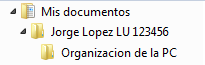 Mis documentos
Jorge Lopez LU 123456
Organizacion de la PC